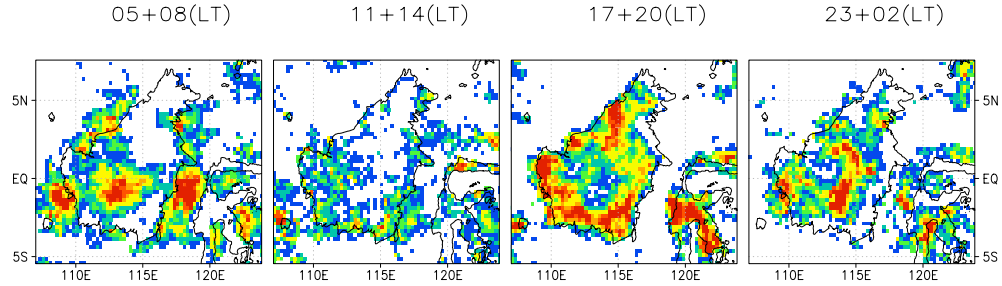 05+08(LT) 11+14(LT) 17+20(LT) 23+02(LT)
5N 5N
EQ EQ
5S 5S
110E 115E 120E 110E 115E 120E 110E 115E 120E 110E 115E 120E